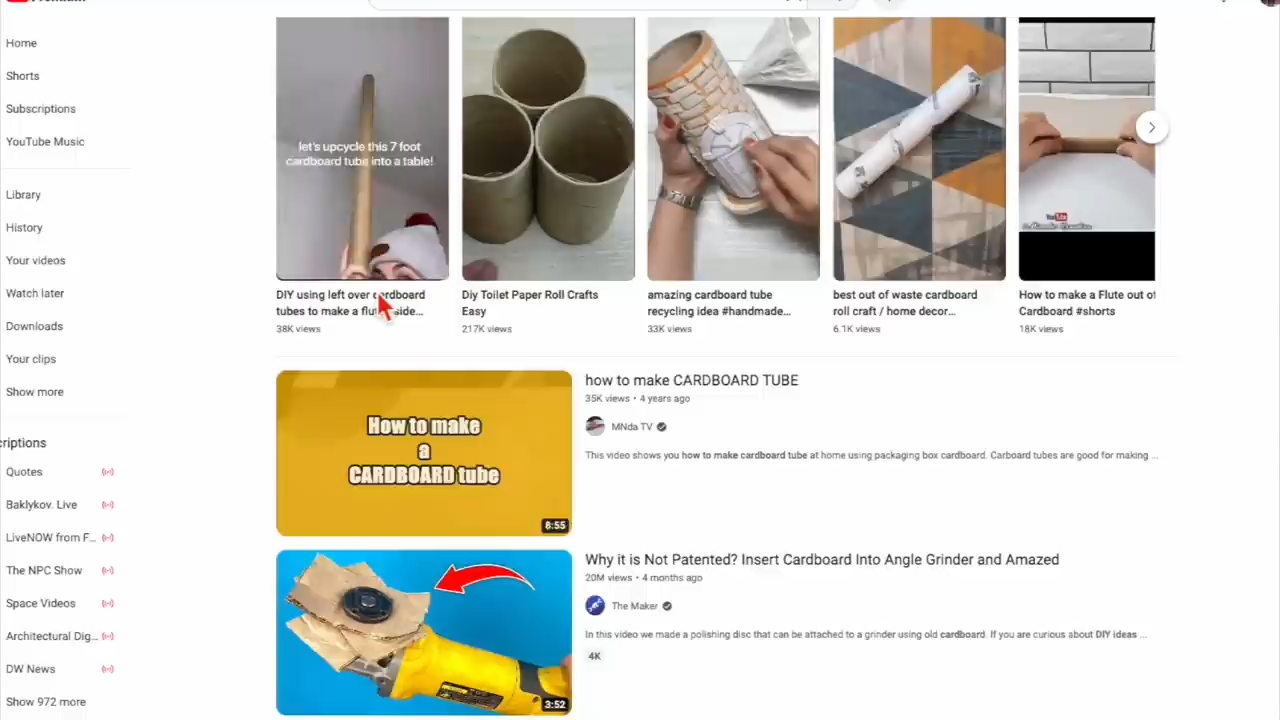 Home
Shorts
Subscriptions
YouTube Music
Library
History
Your videos
Watch later
Downloads
Your clips
Show more
criptions
Quotes
Baklykov. Live
LiveNOW from F...
The NPC Show
Space Videos
Architectural Dig...
DW News
Show 972 more
let's upcycle this 7 foot
cardboard tube into a table!
DIY using left over cardboard
tubes to make a flu side...
38K views
Diy Toilet Paper Roll Crafts
Easy
217K views
amazing cardboard tube
recycling idea #handmade...
33K views
best out of waste cardboard
roll craft / home decor...
6.1K views
How to make a Flute out of
Cardboard #shorts
18K views
How to make
a
CARDBOARD tube
8:55
how to make CARDBOARD TUBE
35K views • 4 years ago
MNda TV
This video shows you how to make cardboard tube at home using packaging box cardboard. Carboard tubes are good for making ...
3:52
Why it is Not Patented? Insert Cardboard Into Angle Grinder and Amazed
20M views • 4 months ago
The Maker
In this video we made a polishing disc that can be attached to a grinder using old cardboard. If you are curious about DIY ideas ...
4K